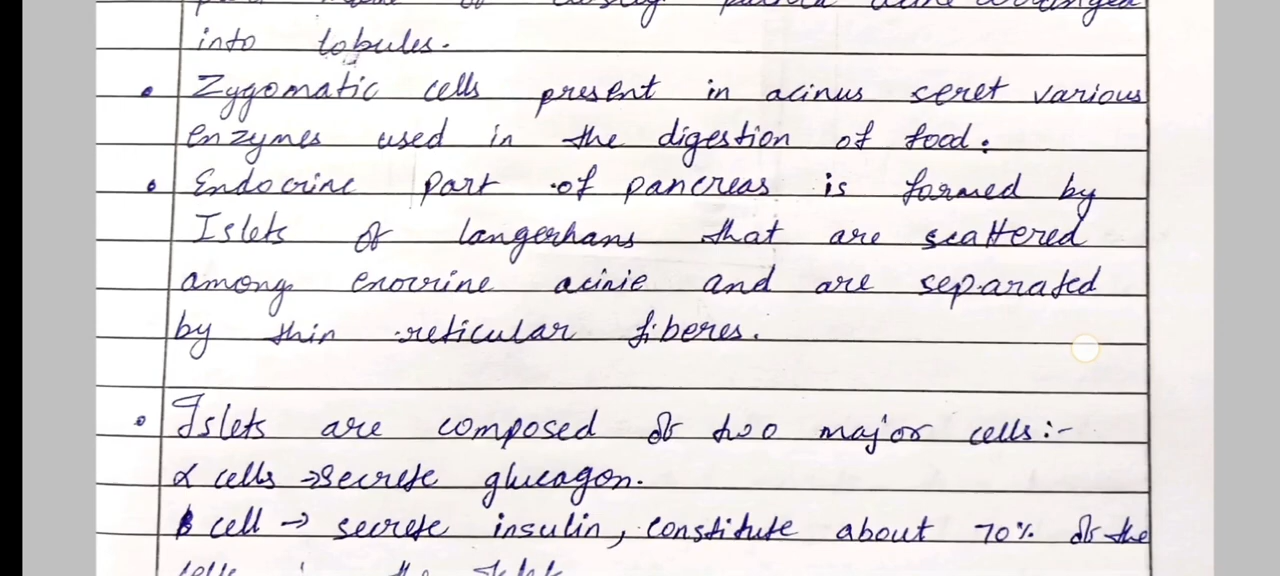 into lobules.
Zygomatic cells present in acinus seret various
enzymes used in the digestion of food.
Endocrine part of pancreas is formed by
Islets of langerhans that are scattered
among exocrine acinie and are separated
by thin reticular fiberes.
Islets are composed of two major cells:-
α cells → secrete glucagon.
β cell → secrete insulin, constitute about 70% of the